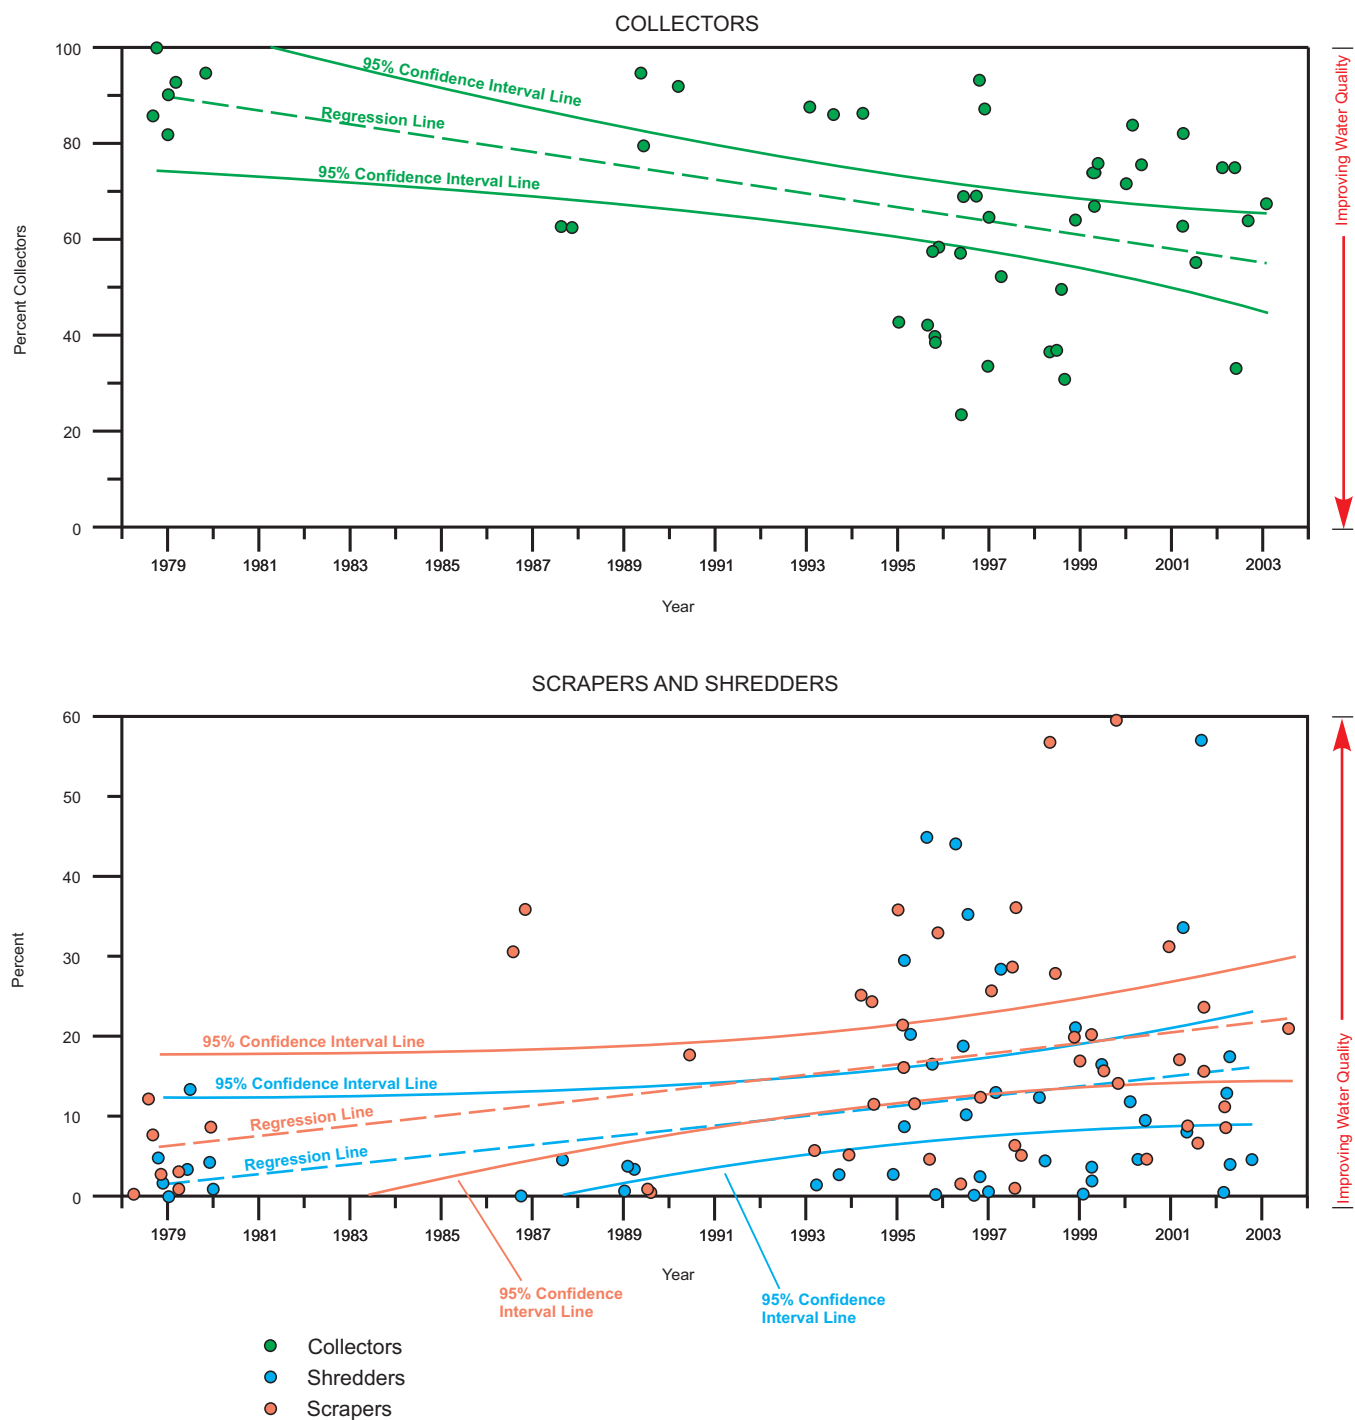 COLLECTORS
100
80
60
40
20
0
Percent Collectors
95% Confidence Interval Line
Regression Line
95% Confidence Interval Line
Improving Water Quality
1979 1981 1983 1985 1987 1989 1991 1993 1995 1997 1999 2001 2003
Year
SCRAPERS AND SHREDDERS
60
50
40
30
20
10
0
Percent
95% Confidence Interval Line
95% Confidence Interval Line
Regression Line
Regression Line
Improving Water Quality
1979 1981 1983 1985 1987 1989 1991 1993 1995 1997 1999 2001 2003
Year
95% Confidence
Interval Line
95% Confidence
Interval Line
Collectors
Shredders
Scrapers